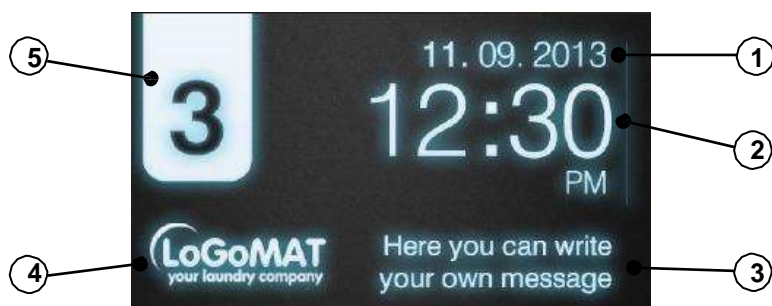 5
3
11. 09. 2013
1
12:30
2
PM
4
LoGoMAT
your laundry company
Here you can write
your own message
3